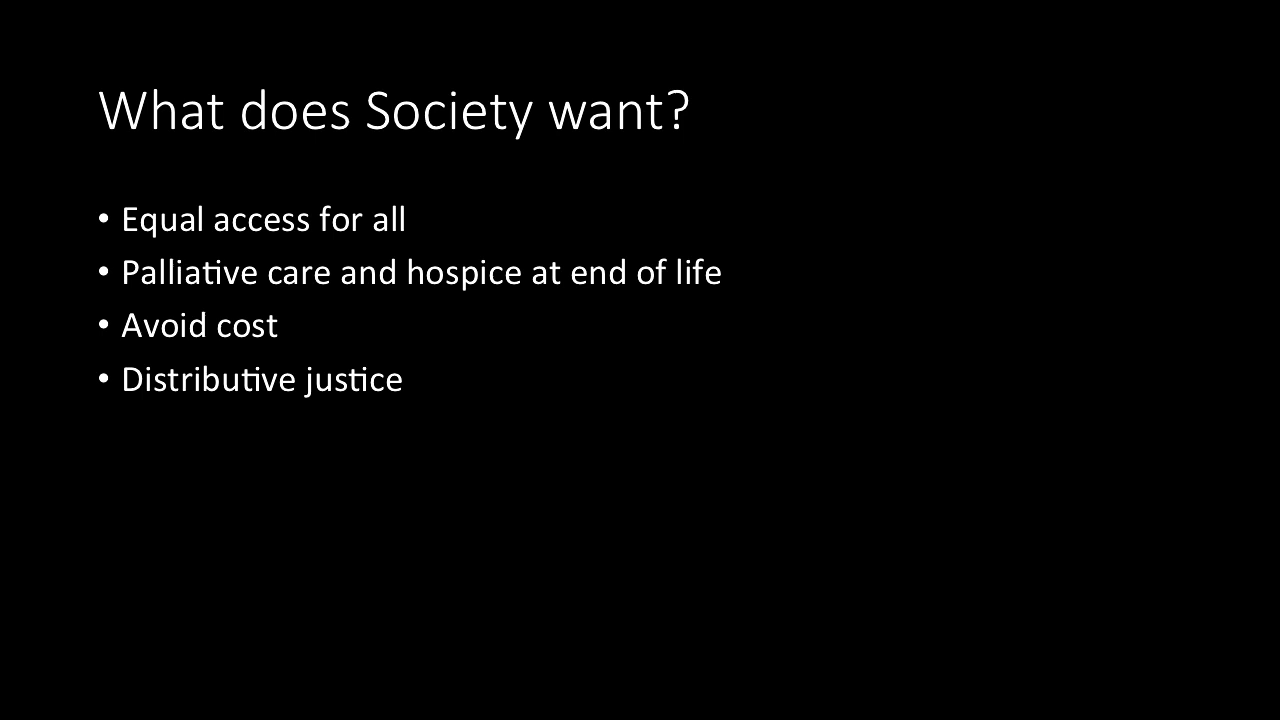 What does Society want?
• Equal access for all
• Palliative care and hospice at end of life
• Avoid cost
• Distributive justice